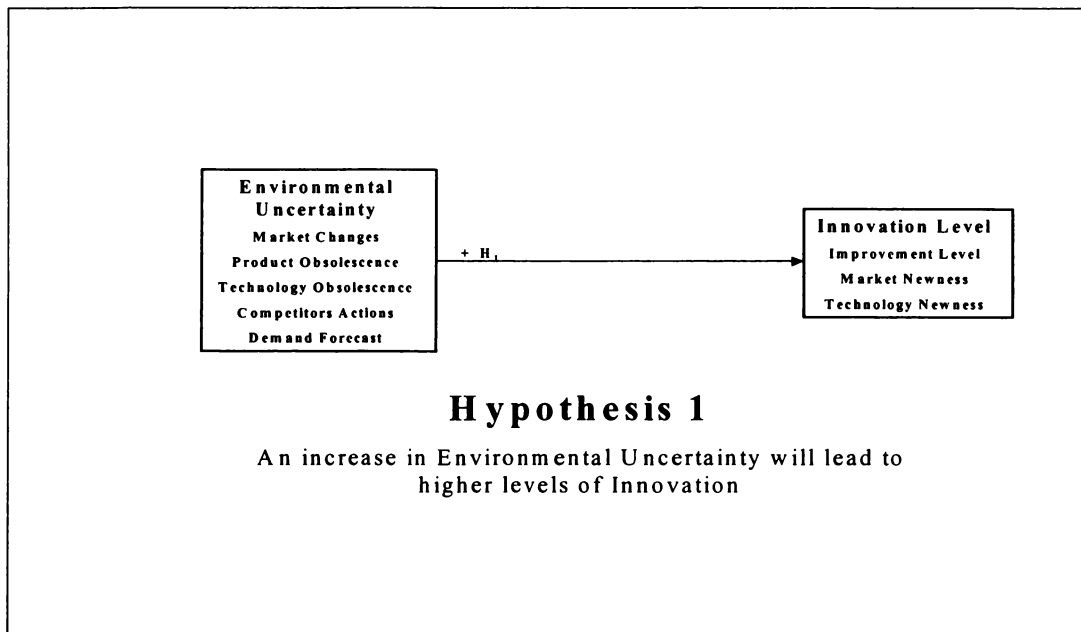 Environmental
Uncertainty
Market Changes
Product Obsolescence
Technology Obsolescence
Competitors Actions
Demand Forecast
+ H1
Innovation Level
Improvement Level
Market Newness
Technology Newness
Hypothesis 1
An increase in Environmental Uncertainty will lead to
higher levels of Innovation